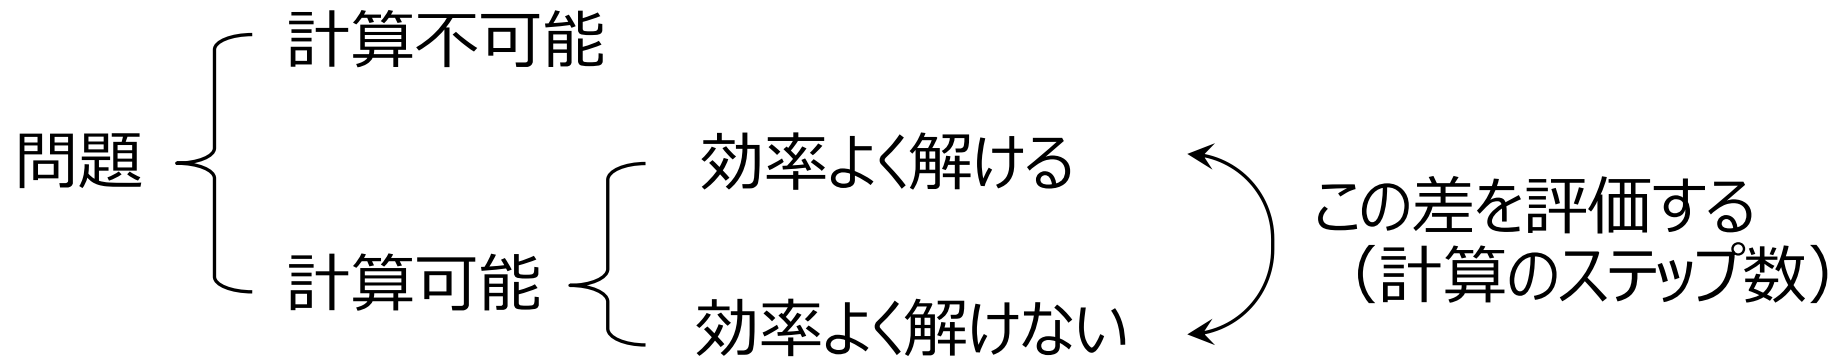 計算不可能
問題
効率よく解ける
この差を評価する
（計算のステップ数）
計算可能
効率よく解けない